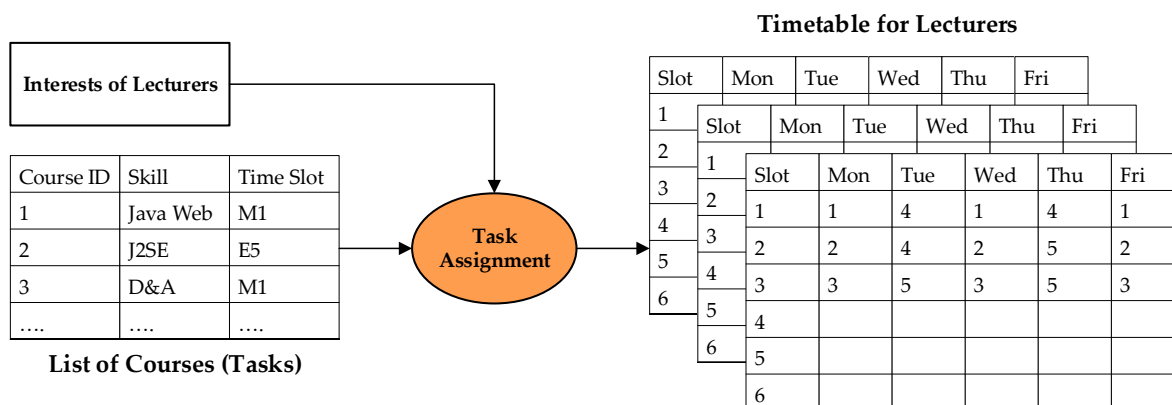 Timetable for Lecturers
Interests of Lecturers
Course ID Skill Time Slot
1 Java Web M1
2 J2SE E5
3 D&A M1
.... .... ....
List of Courses (Tasks)
Task
Assignment
Slot Mon Tue Wed Thu Fri
1
2
3
4
5
6
Slot Mon Tue Wed Thu Fri
1
2
3
4
5
6
Slot Mon Tue Wed Thu Fri
1 1 4 1 4 1
2 2 4 2 5 2
3 3 5 3 5 3
4
5
6